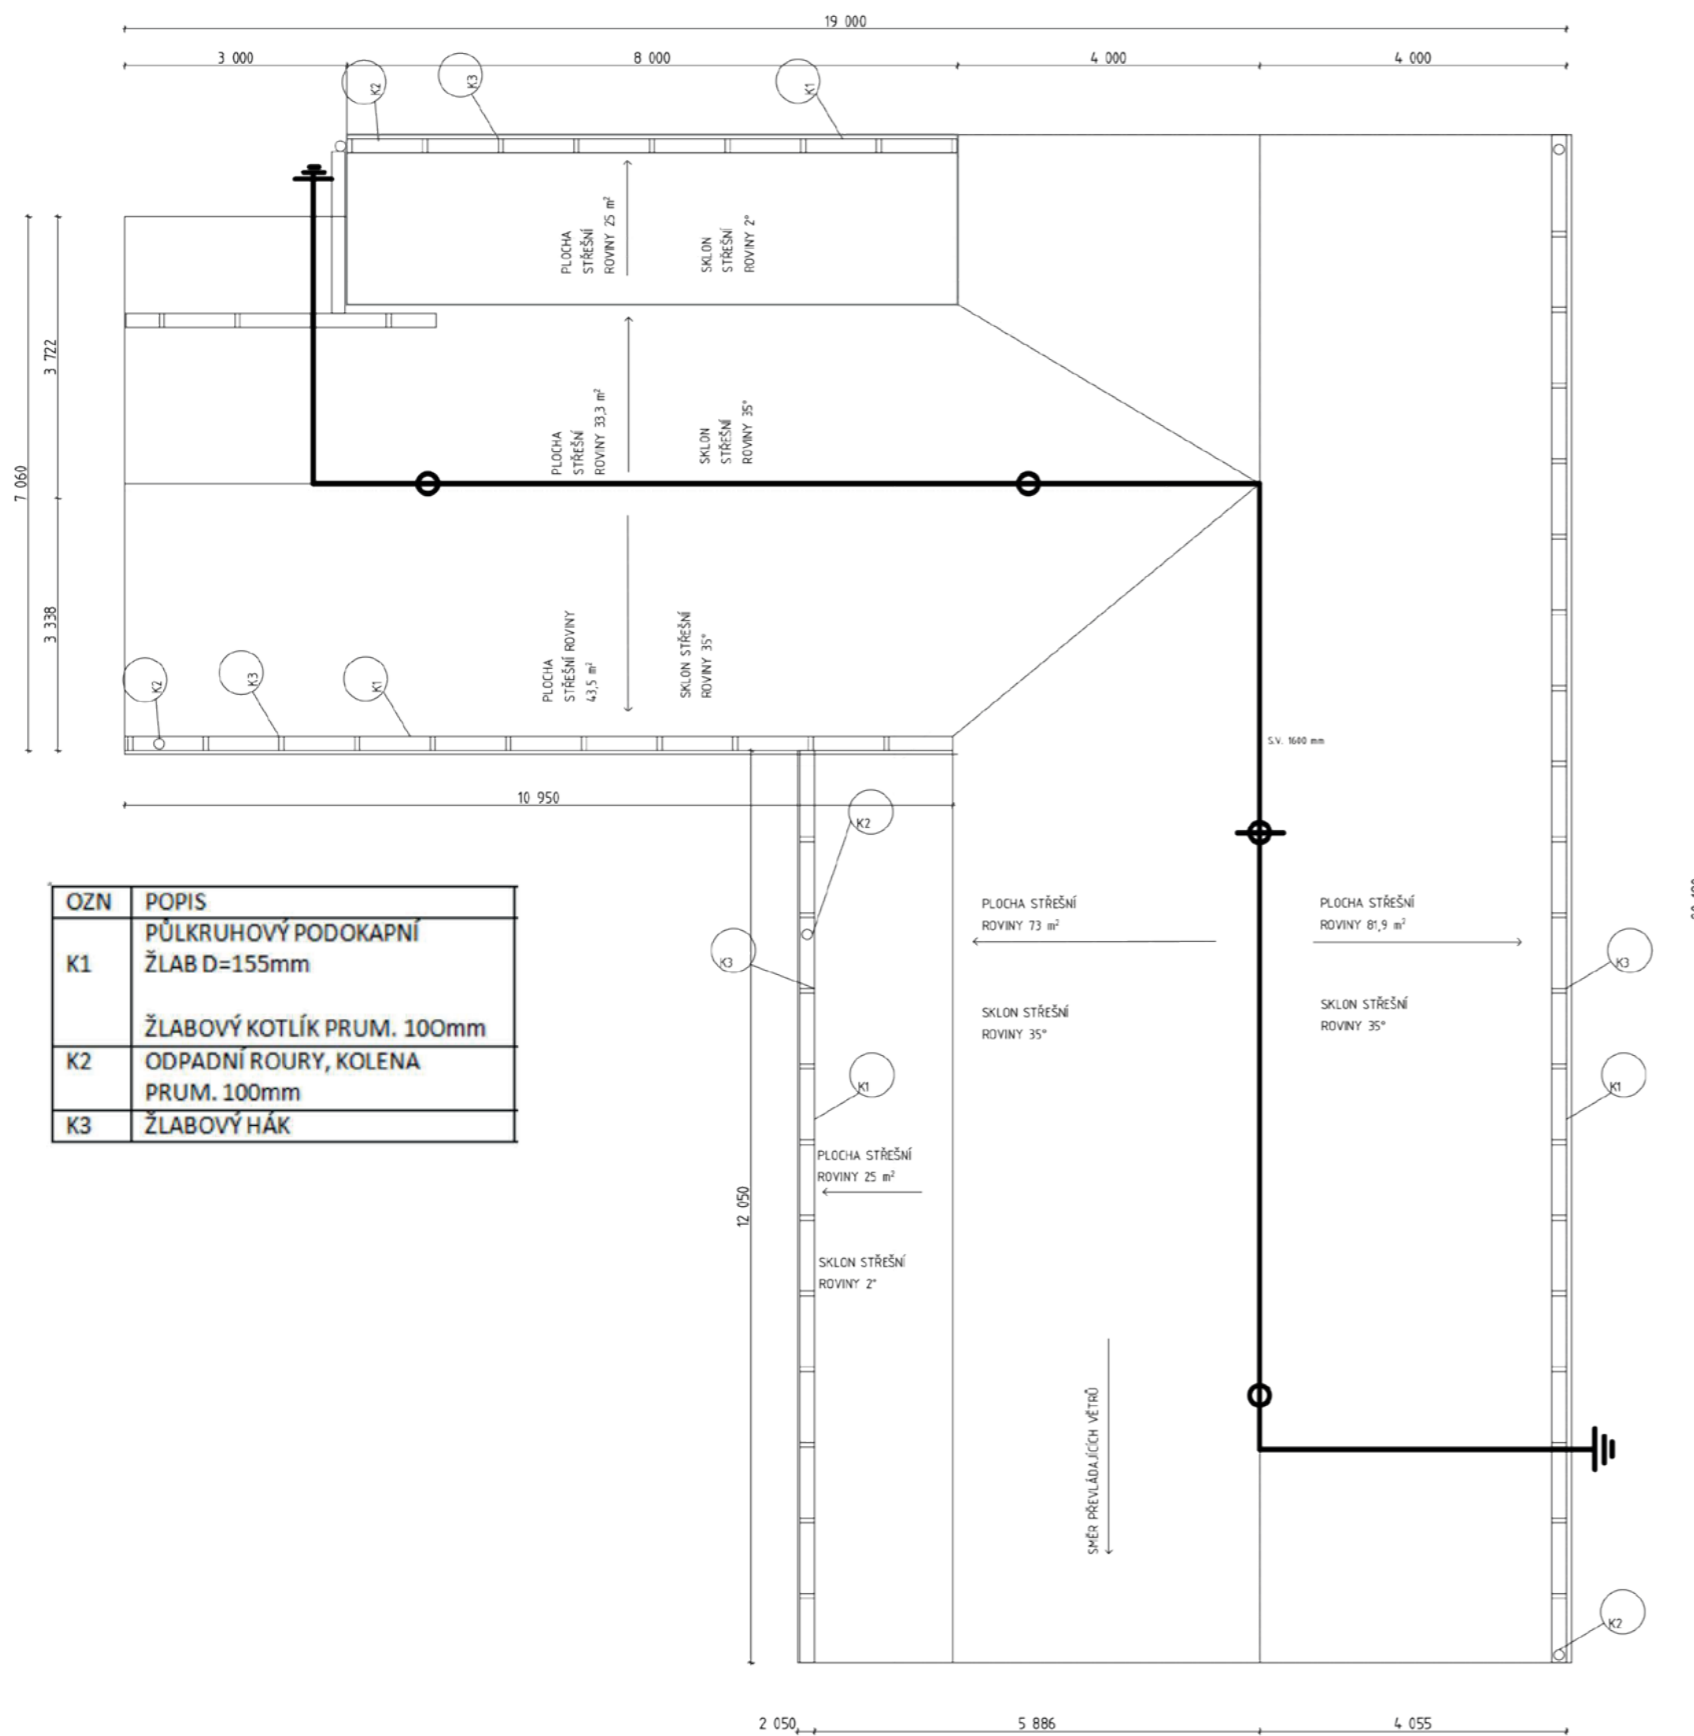 19 000
3 000
8 000
4 000
4 000
K2
K3
K1
PLOCHA
STŘEŠNÍ
ROVINY 25 m²
SKLON
STŘEŠNÍ
ROVINY 2°
3 722
7 060
3 338
PLOCHA
STŘEŠNÍ
ROVINY 33,3 m²
SKLON
STŘEŠNÍ
ROVINY 35°
PLOCHA
STŘEŠNÍ ROVINY
43,5 m²
SKLON STŘEŠNÍ
ROVINY 35°
K2
K3
K1
S.V. 1600 mm
10 950
K2
OZN POPIS
K1 PŮLKRUHOVÝ PODOKAPNÍ
ŽLAB D=155mm
ŽLABOVÝ KOTLÍK PRUM. 100mm
K2 ODPADNÍ ROURY, KOLENA
PRUM. 100mm
K3 ŽLABOVÝ HÁK
PLOCHA STŘEŠNÍ
ROVINY 73 m²
PLOCHA STŘEŠNÍ
ROVINY 81,9 m²
K3
K3
SKLON STŘEŠNÍ
ROVINY 35°
SKLON STŘEŠNÍ
ROVINY 35°
K1
K1
PLOCHA STŘEŠNÍ
ROVINY 25 m²
12 050
SKLON STŘEŠNÍ
ROVINY 2°
SMĚR PŘEVLÁDAJÍCÍCH VĚTRŮ
K2
2 050
5 886
4 055